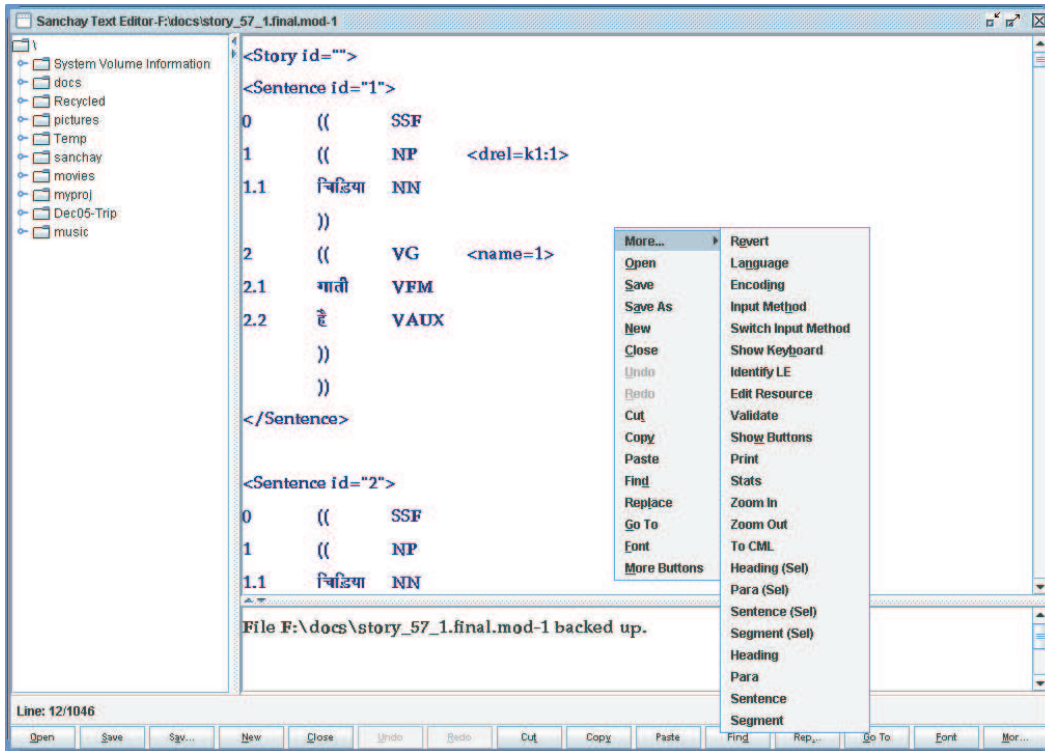 Sanchay Text Editor-F:\docs\story_57_1.final.mod-1
\
System Volume Information
docs
Recycled
pictures
Temp
sanchay
movies
myproj
Dec05-Trip
music
<Story id="">
<Sentence id="1">
0 (( SSF
1 (( NP <drel=k1:1>
1.1 चिडिया NN
))
2 (( VG <name=1>
2.1 गाती VFM
2.2 है VAUX
))
))
</Sentence>
<Sentence id="2">
0 (( SSF
1 (( NP
1.1 चिडिया NN
More...
Open
Save
Save As
New
Close
Undo
Redo
Cut
Copy
Paste
Find
Replace
Go To
Font
More Buttons
Revert
Language
Encoding
Input Method
Switch Input Method
Show Keyboard
Identify LE
Edit Resource
Validate
Show Buttons
Print
Stats
Zoom In
Zoom Out
To CML
Heading (Sel)
Para (Sel)
Sentence (Sel)
Segment (Sel)
Heading
Para
Sentence
Segment
File F:\docs\story_57_1.final.mod-1 backed up.
Line: 12/1046
Open Save Sav... New Close Undo Redo Cut Copy Paste Find Rep... Go To Font Mor...